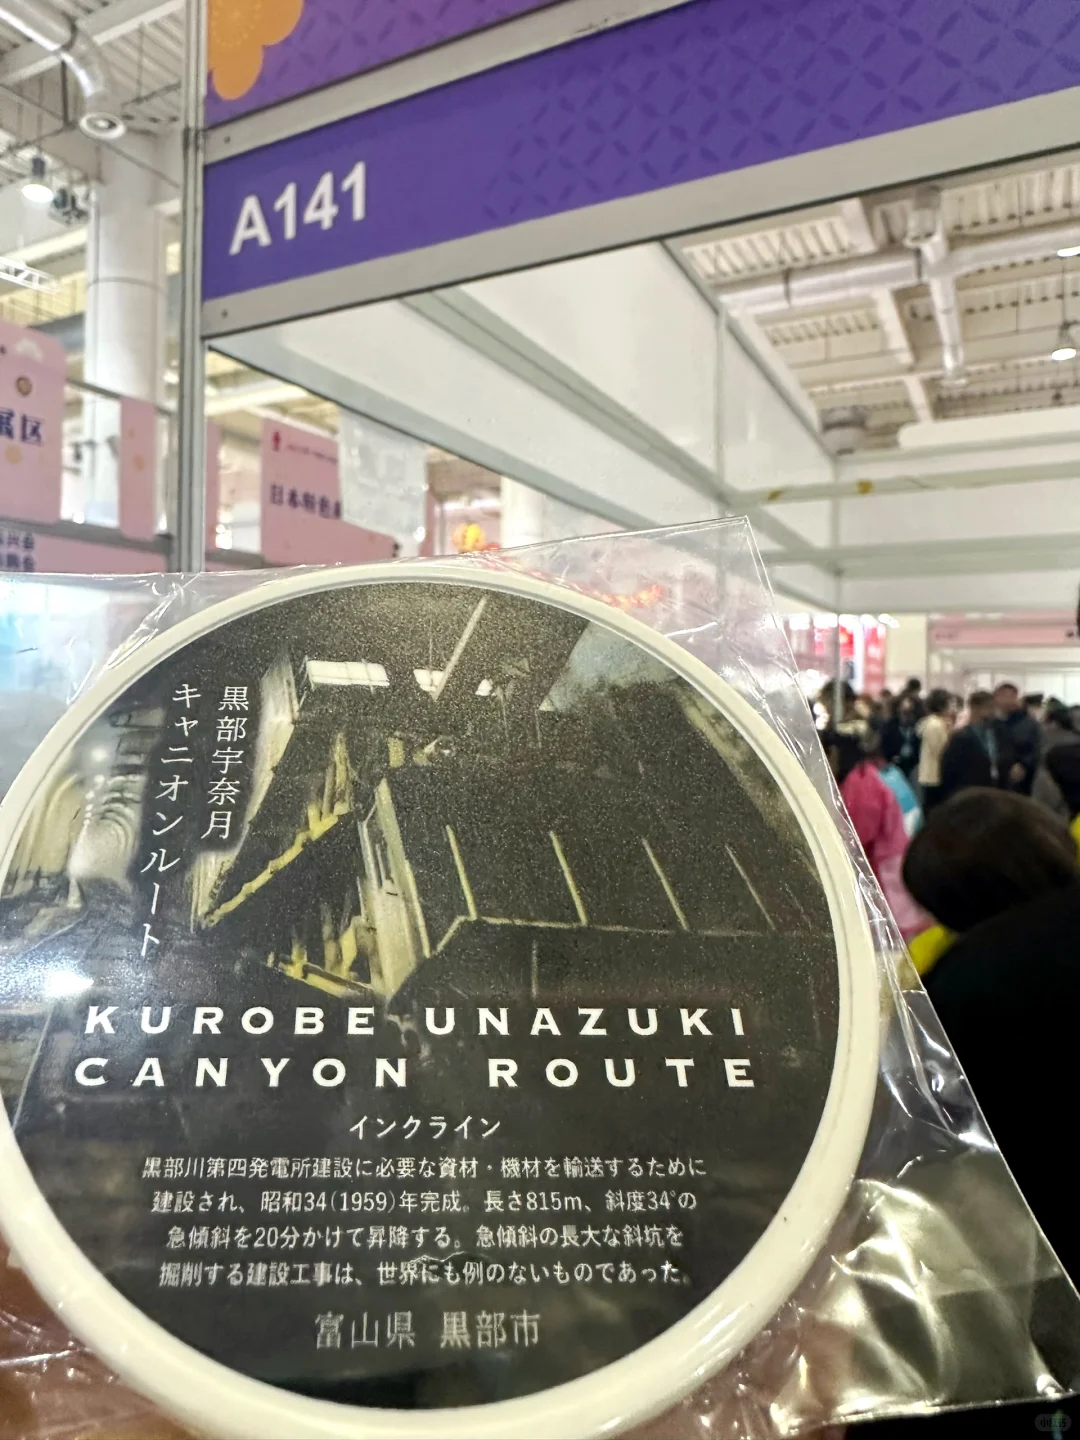 A141
展区
日本特色
黒部宇奈月
キャニオンルート
KUROBE UNAZUKI
CANYON ROUTE
インクライン
黒部川第四発電所建設に必要な資材・機材を輸送するために
建設され、昭和34(1959)年完成。長さ815m、斜度34°の
急傾斜を20分かけて昇降する。急傾斜の長大な斜坑を
掘削する建設工事は、世界にも例のないものであった。
富山県 黒部市